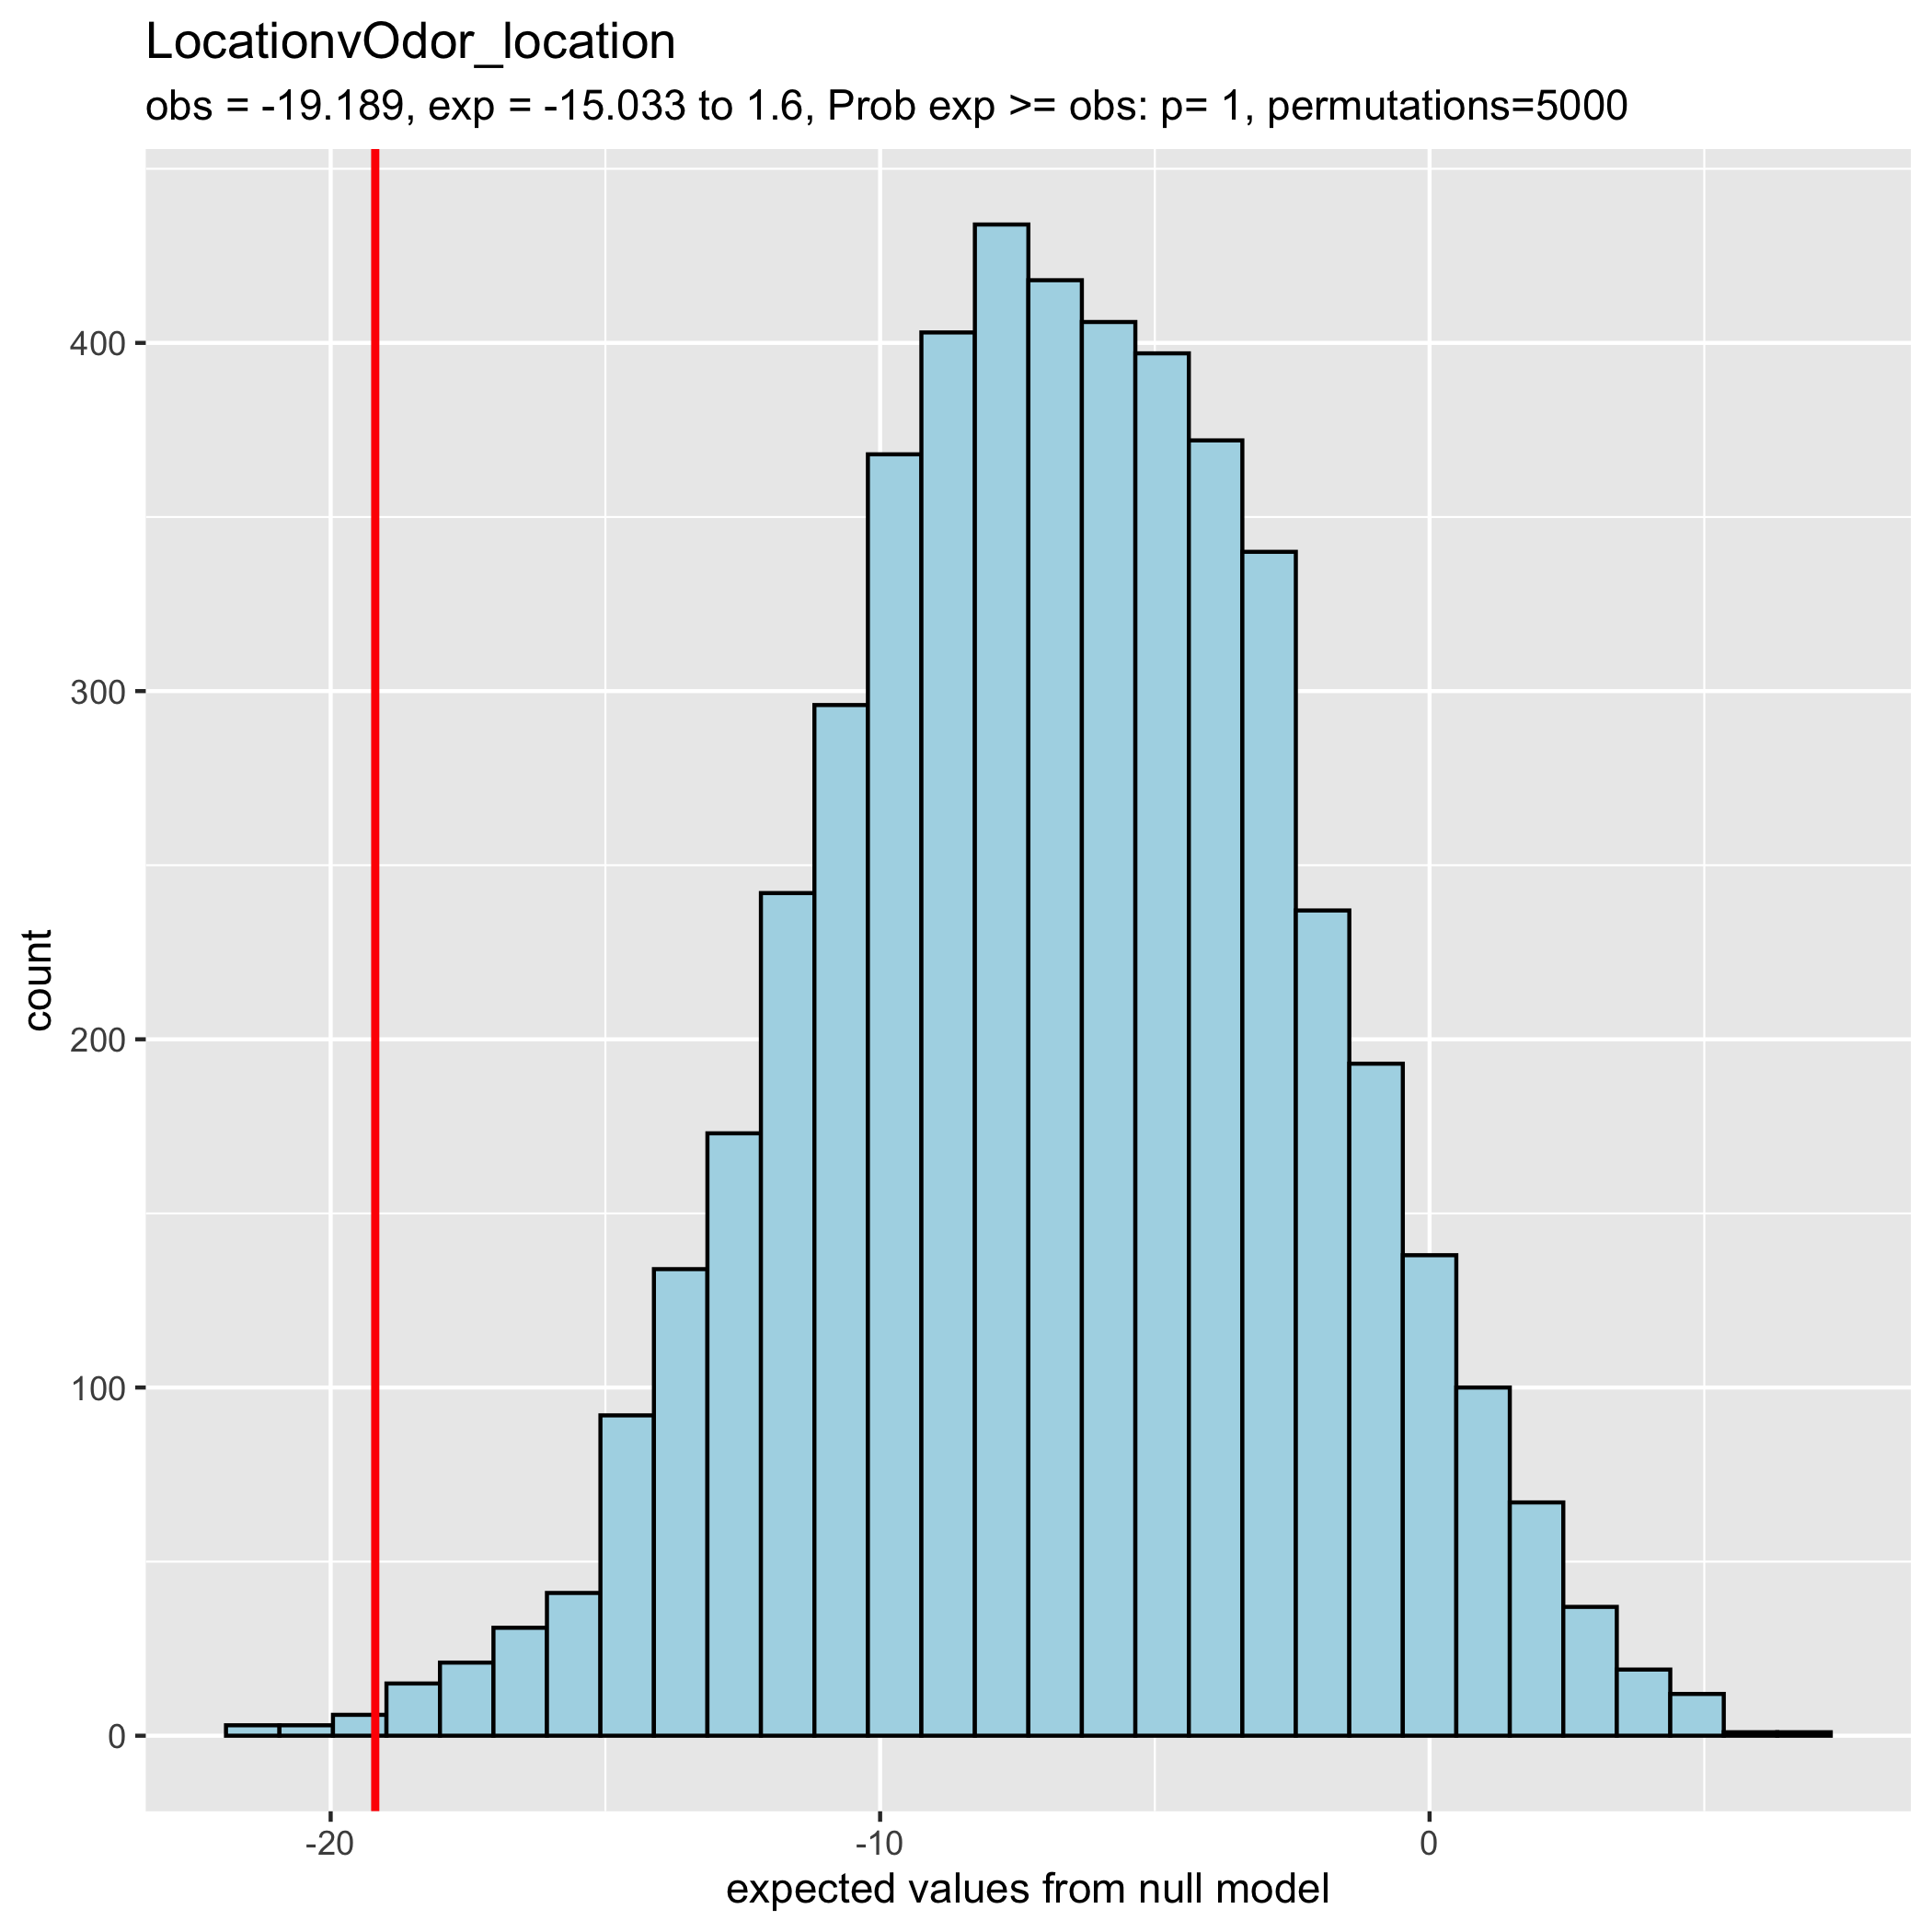 LocationvOdor_location
obs = -19.189, exp = -15.033 to 1.6, Prob exp >= obs: p= 1, permutations=5000
400
300
200
100
0
count
-20
-10
0
expected values from null model